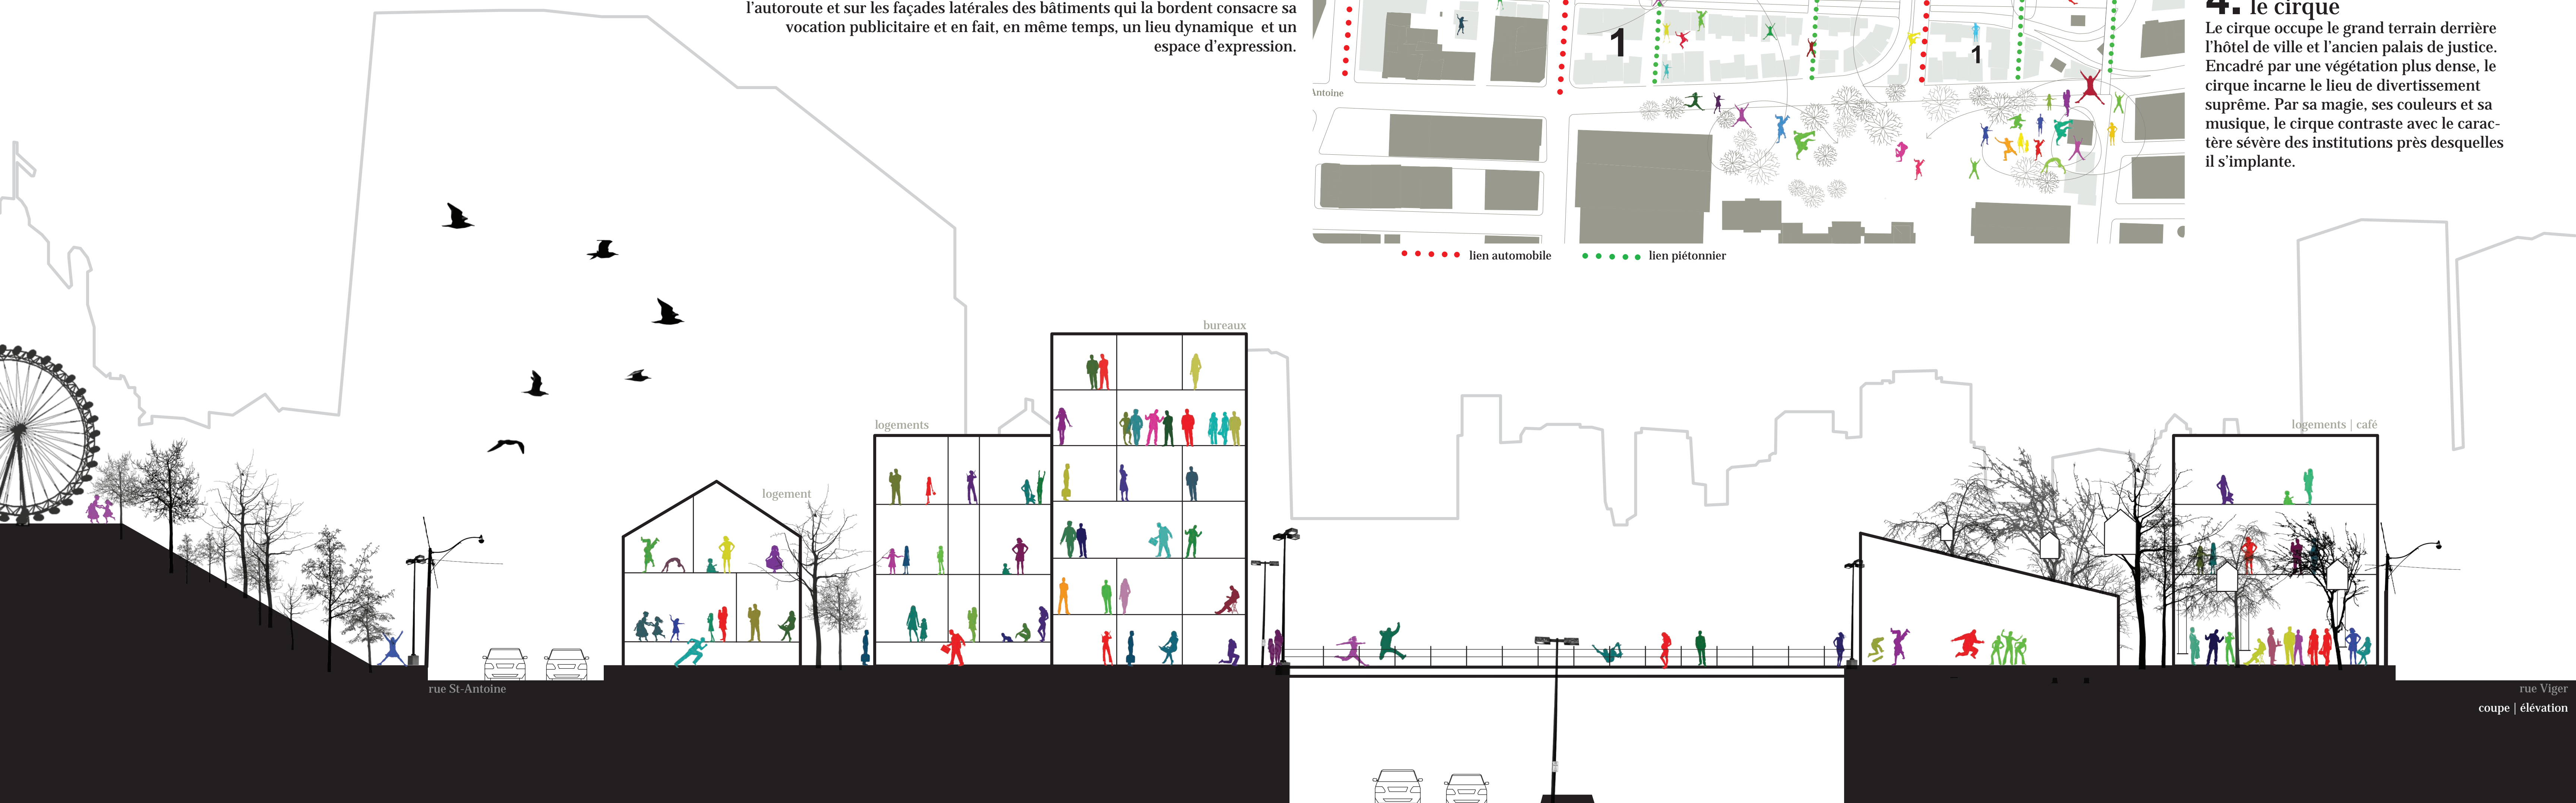 l'autoroute et sur les façades latérales des bâtiments qui la bordent consacre sa
vocation publicitaire et en fait, en même temps, un lieu dynamique et un
espace d'expression.
1
1
Antoine
lien automobile
lien piétonnier
4. le cirque
Le cirque occupe le grand terrain derrière
l'hôtel de ville et l'ancien palais de justice.
Encadré par une végétation plus dense, le
cirque incarne le lieu de divertissement
suprême. Par sa magie, ses couleurs et sa
musique, le cirque contraste avec le carac-
tère sévère des institutions près desquelles
il s'implante.
bureaux
logements
logements | café
logement
rue St-Antoine
rue Viger
coupe | élévation